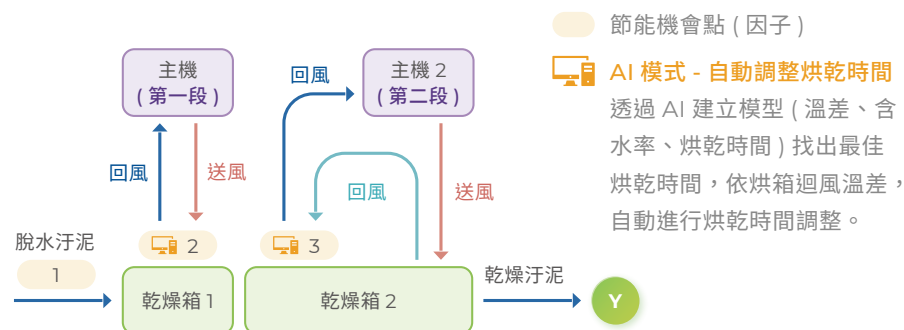 節能機會點 ( 因子 )
AI 模式 - 自動調整烘乾時間
透過 AI 建立模型 ( 溫差、含
水率、烘乾時間 ) 找出最佳
烘乾時間，依烘箱迴風溫差，
自動進行烘乾時間調整。
主機
( 第一段 )
回風
主機 2
( 第二段 )
回風
送風
回風
送風
脫水汙泥
1
2
3
乾燥箱 1
乾燥箱 2
乾燥汙泥
Y